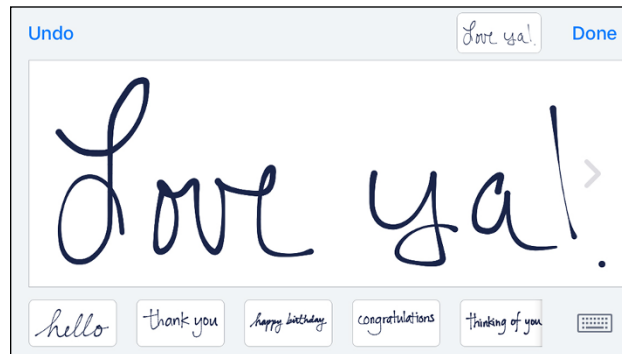 Undo Love ya! Done
Love ya!
hello thank you happy birthday congratulations thinking of you